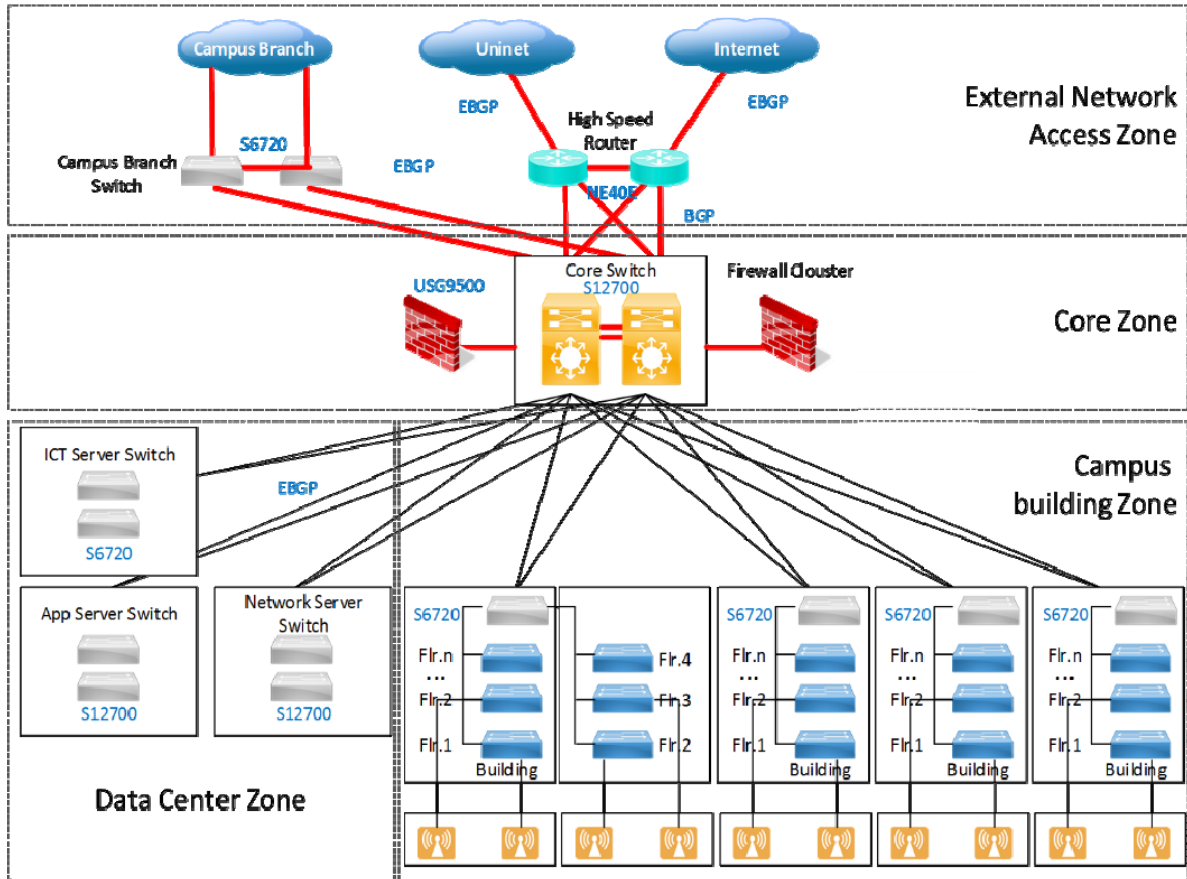 Campus Branch
Uninet
Internet
External Network
Access Zone
EBGP
EBGP
High Speed
Router
S6720
Campus Branch
Switch
EBGP
NE40E
BGP
Core Switch
S12700
USG9500
Firewall Clouster
Core Zone
ICT Server Switch
S6720
EBGP
Campus
building Zone
App Server Switch
S12700
Network Server
Switch
S12700
Data Center Zone
S6720
Flr.n
...
Flr.2
Flr.1
Building
Flr.4
Flr.3
Flr.2
S6720
Flr.n
...
Flr.2
Flr.1
Building
S6720
Flr.n
...
Flr.2
Flr.1
Building
S6720
Flr.n
...
Flr.2
Flr.1
Building